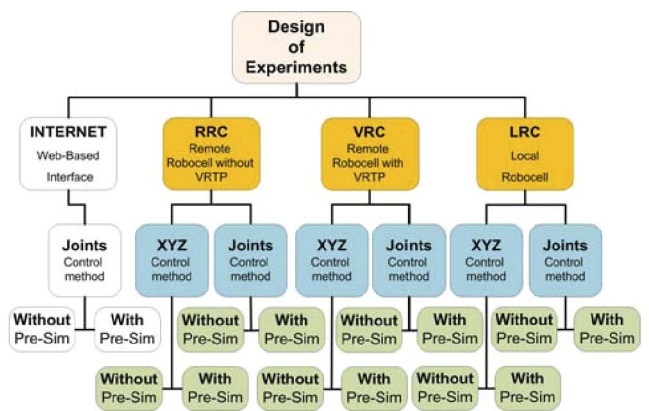 Design
of
Experiments
INTERNET
Web-Based
Interface
RRC
Remote
Robocell without
VRTP
VRC
Remote
Robocell with
VRTP
LRC
Local
Robocell
Joints
Control
method
XYZ
Control
method
Joints
Control
method
XYZ
Control
method
Joints
Control
method
XYZ
Control
method
Joints
Control
method
Without
Pre-Sim
With
Pre-Sim
Without
Pre-Sim
With
Pre-Sim
Without
Pre-Sim
With
Pre-Sim
Without
Pre-Sim
With
Pre-Sim
Without
Pre-Sim
With
Pre-Sim
Without
Pre-Sim
With
Pre-Sim
Without
Pre-Sim
With
Pre-Sim